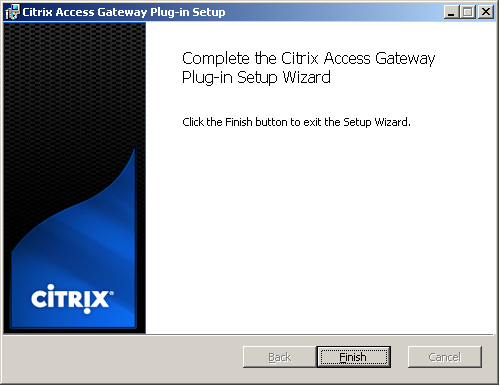 Citrix Access Gateway Plug-in Setup
Complete the Citrix Access Gateway
Plug-in Setup Wizard
Click the Finish button to exit the Setup Wizard.
CiTRIX®
Back
Finish
Cancel